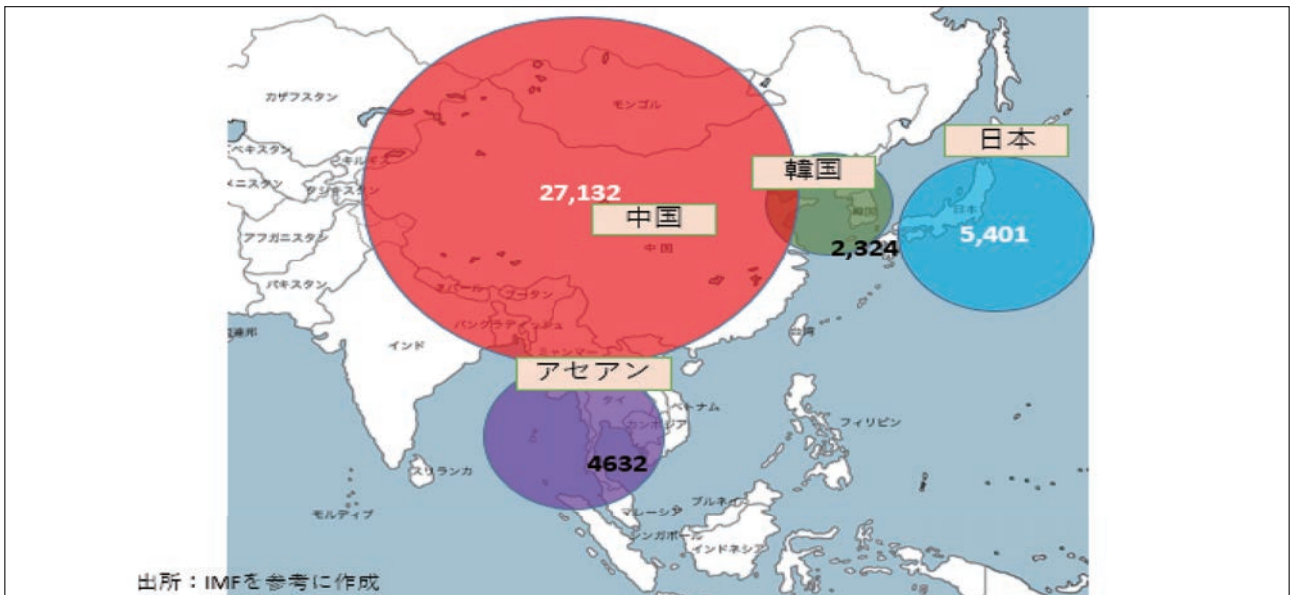 カザフスタン
モンゴル
日本
ベキスタン
キルギス
韓国
メニスタン
タジキスタン
27,132
中国
韓国
日本
5,401
アフガニスタン
中国
2,324
パキスタン
ネパール
ブータン
バングラディッシュ
台湾
インド
ミャンマー
アセアン
タイ
ベトナム
カンボジア
フィリピン
4632
スリランカ
モルディブ
マレーシア
ブルネイ
シンガポール
インドネシア
出所：IMFを参考に作成